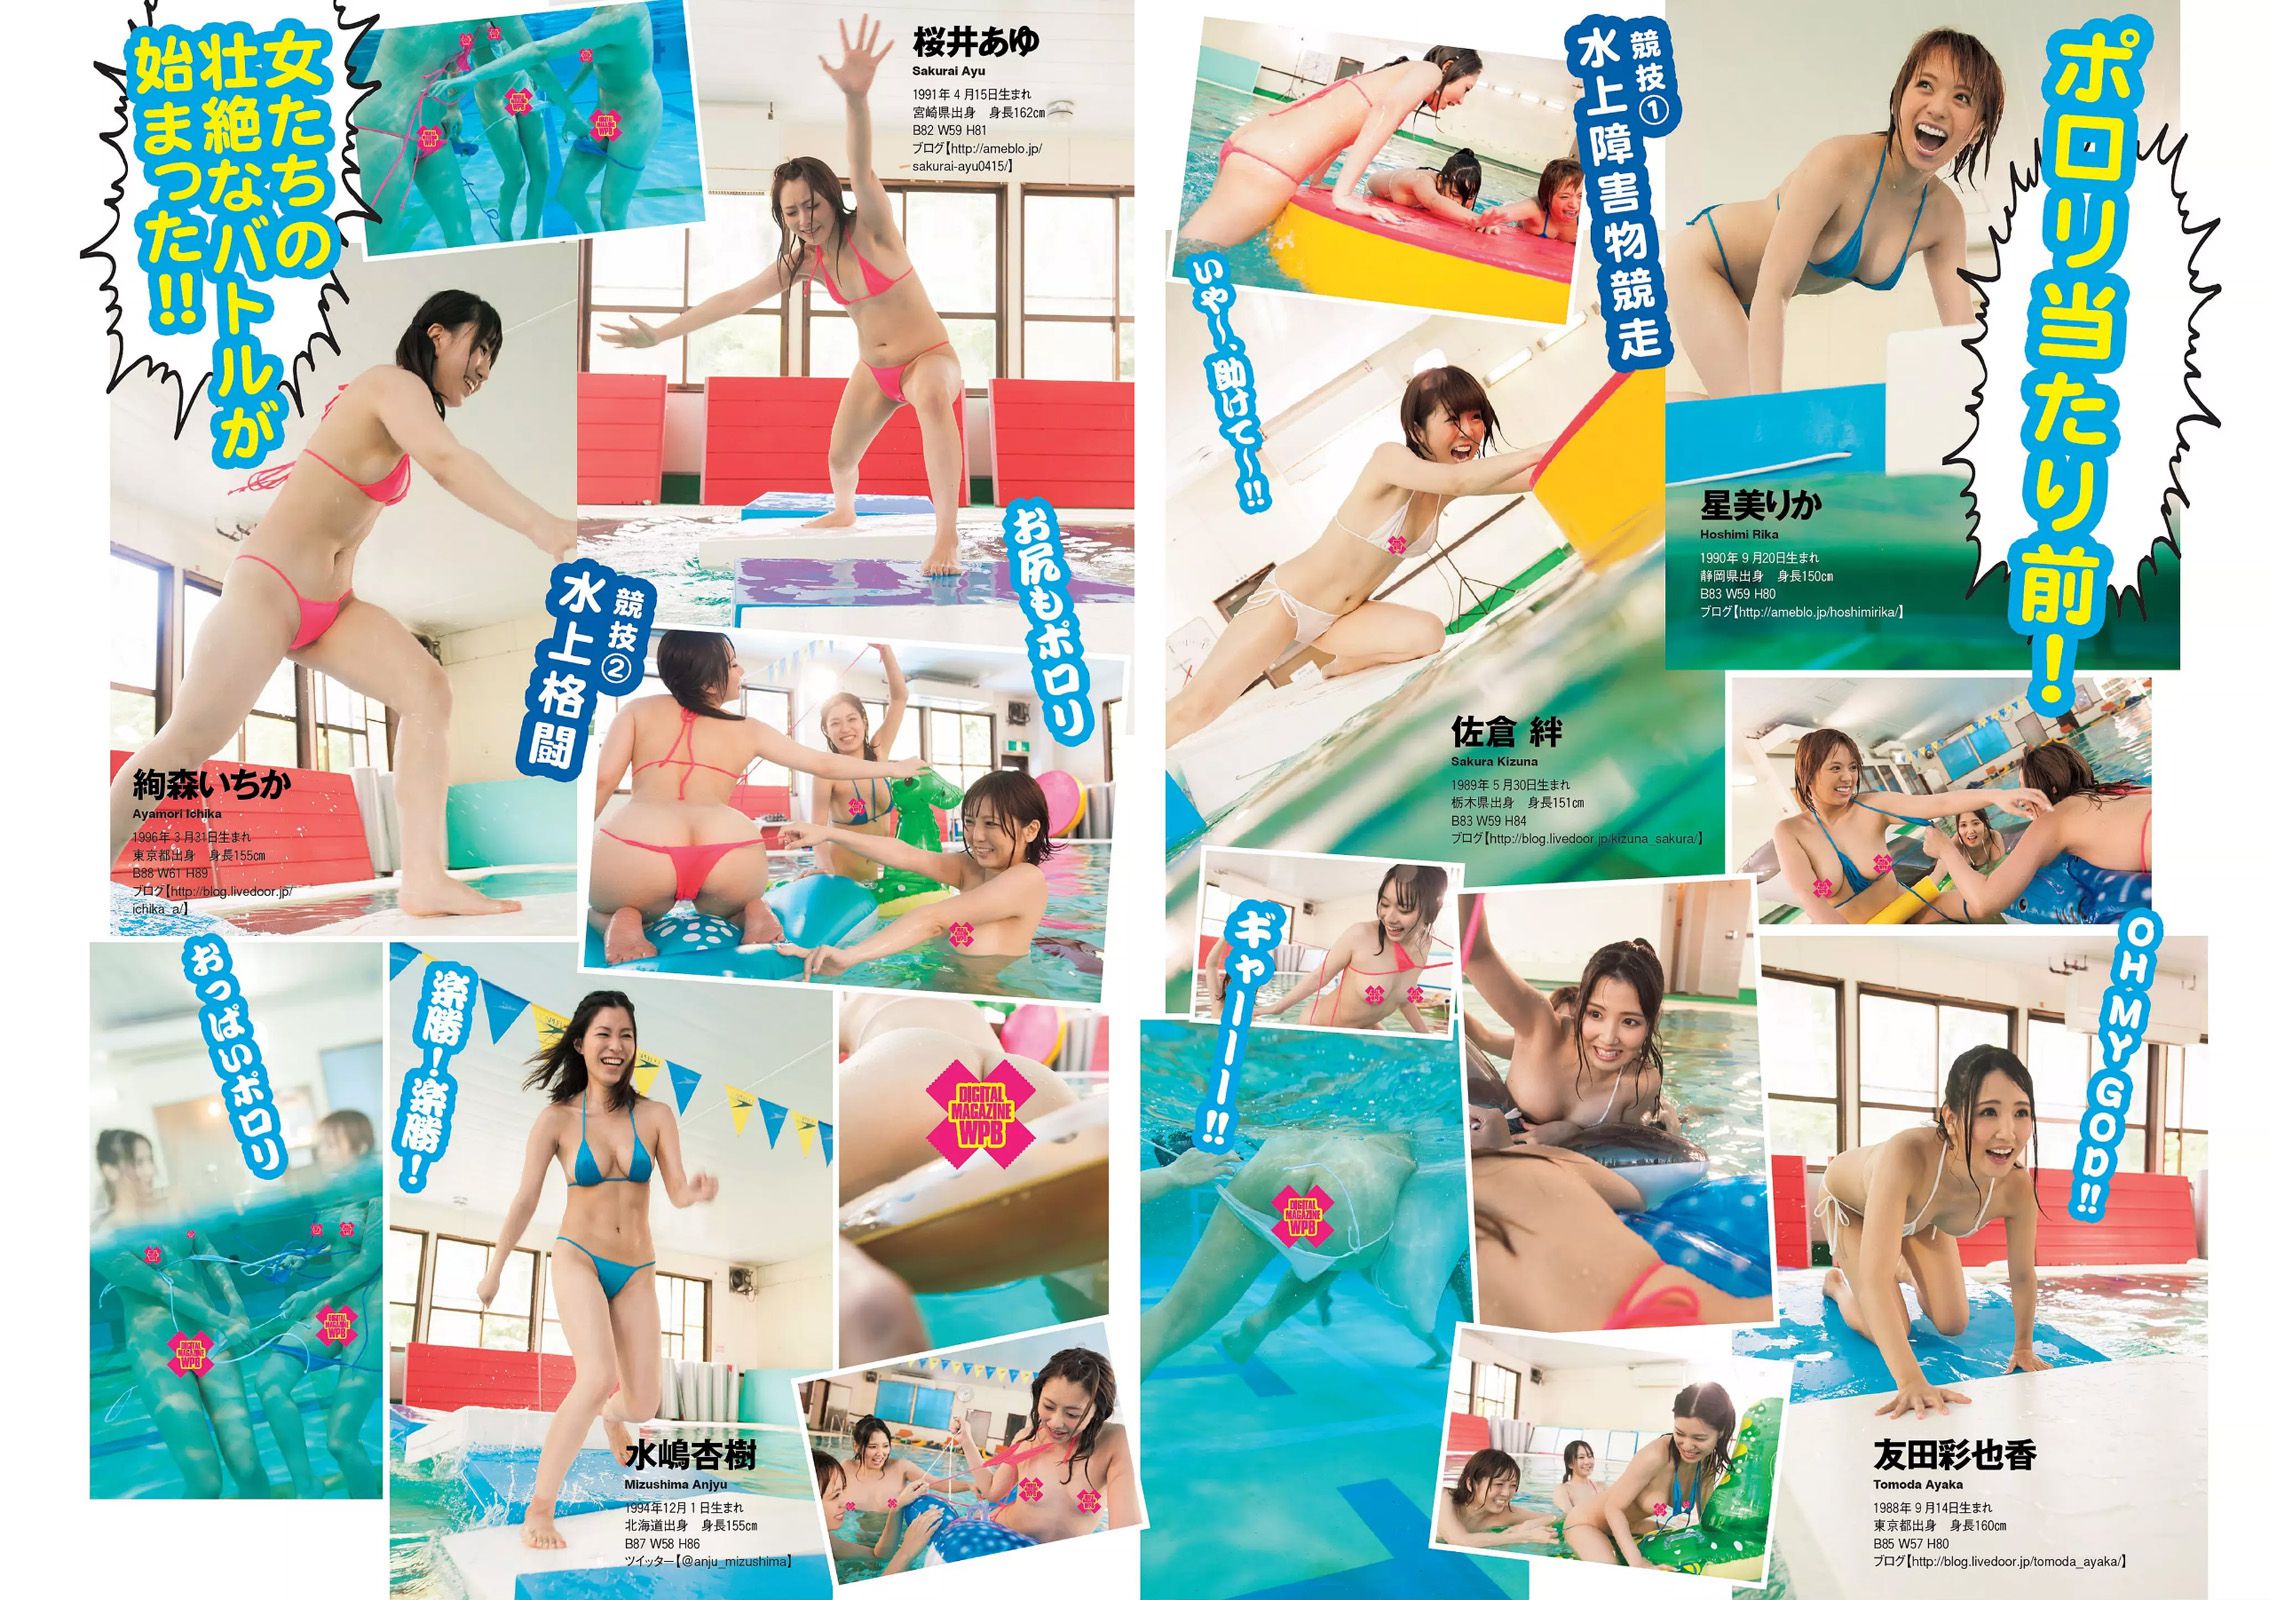 ポロリ当たり前！
競技①
水上障害物競走
星美りか
Hoshimi Rika
1990年9月20日生まれ
静岡県出身　身長150㎝
B83 W59 H80
ブログ【http://ameblo.jp/hoshimirika/】
いや〜、助けて〜!!
佐倉 絆
Sakura Kizuna
1989年5月30日生まれ
栃木県出身　身長151㎝
B83 W59 H84
ブログ【http://blog.livedoor.jp/kizuna_sakura/】
OH MY GOD!!
ギャーーー!!
DIGITAL
MAGAZINE
WPB
友田彩也香
Tomoda Ayaka
1988年9月14日生まれ
東京都出身　身長160㎝
B85 W57 H80
ブログ【http://blog.livedoor.jp/tomoda_ayaka/】
桜井あゆ
Sakurai Ayu
1991年4月15日生まれ
宮崎県出身　身長162㎝
B82 W59 H81
ブログ【http://ameblo.jp/
sakurai-ayu0415/】
DIGITAL
MAGAZINE
WPB
女たちの
壮絶なバトルが
始まった!!
お尻もポロリ
競技②
水上格闘
絢森いちか
Ayamori Ichika
1996年3月31日生まれ
東京都出身　身長155㎝
B88 W61 H89
ブログ【http://blog.livedoor.jp/
ichika_a/】
DIGITAL
MAGAZINE
WPB
楽勝！楽勝！
おっぱいポロリ
DIGITAL
MAGAZINE
WPB
DIGITAL
MAGAZINE
WPB
水嶋杏樹
Mizushima Anjyu
1994年12月1日生まれ
北海道出身　身長155㎝
B87 W58 H86
ツイッター【@anju_mizushima】